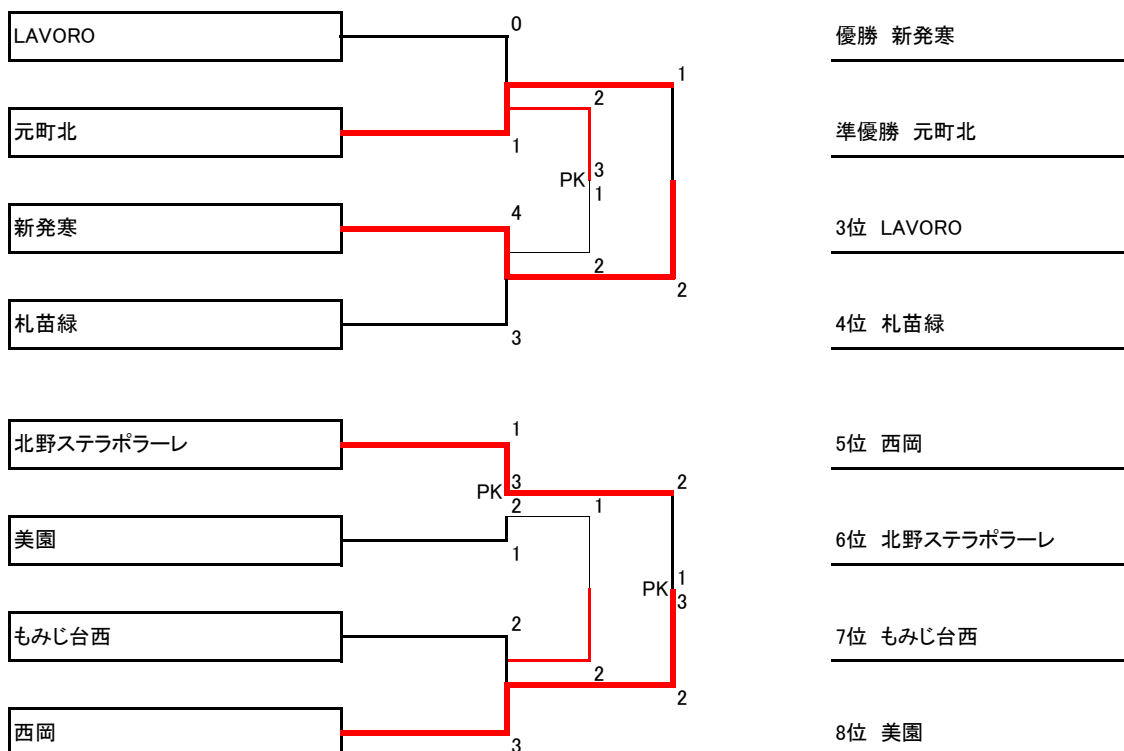 LAVORO
0
優勝 新発寒
1
2
元町北
1
準優勝 元町北
PK
3
1
新発寒
4
3位 LAVORO
2
2
札苗緑
3
4位 札苗緑
北野ステラポラーレ
1
5位 西岡
PK
3
2
2
1
美園
1
6位 北野ステラポラーレ
PK
1
3
もみじ台西
2
7位 もみじ台西
2
2
西岡
3
8位 美園